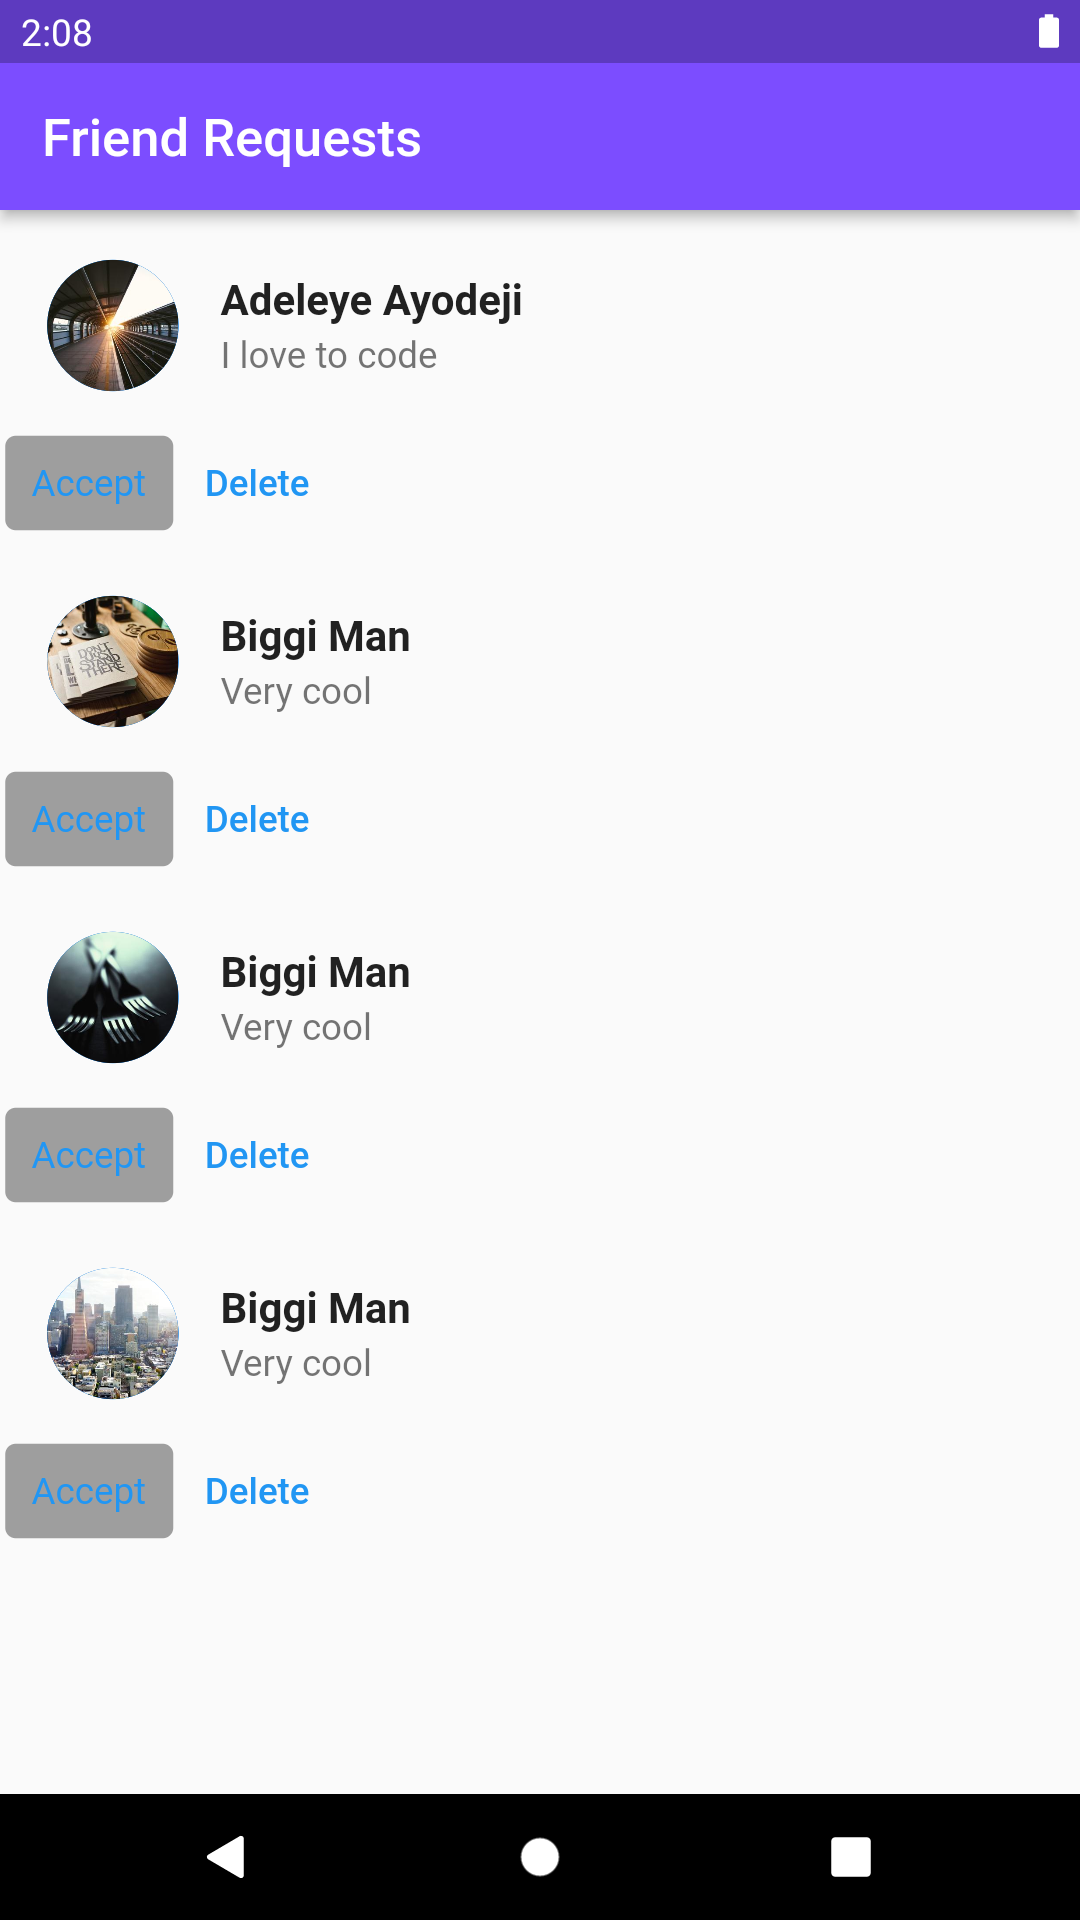 2:08
Friend Requests
Adeleye Ayodeji
I love to code
Accept Delete
Biggi Man
DON'T
JUST
STAND
THERE
Very cool
Accept Delete
Biggi Man
Very cool
Accept Delete
Biggi Man
Very cool
Accept Delete